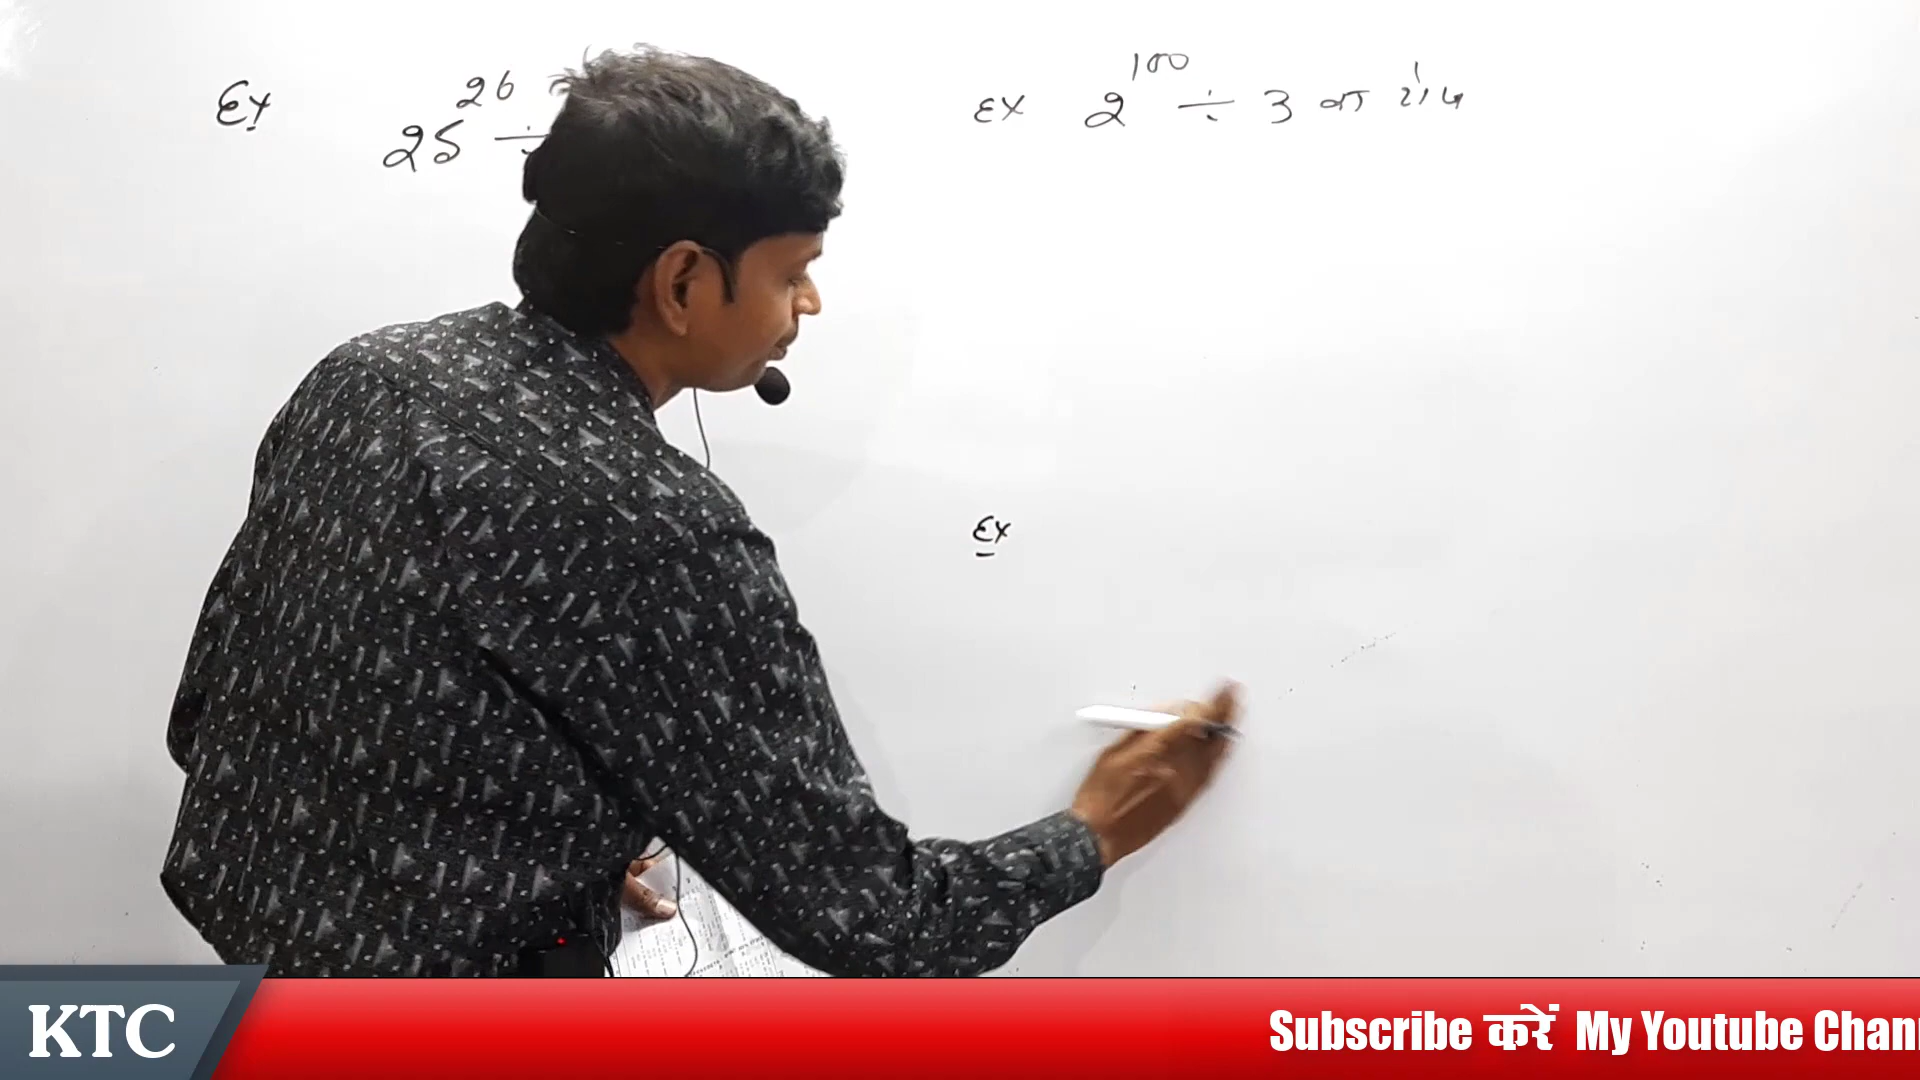 Ex 25^26 ÷
Ex 2^100 ÷ 3 का शेष
Ex
KTC
Subscribe करें My Youtube Chan